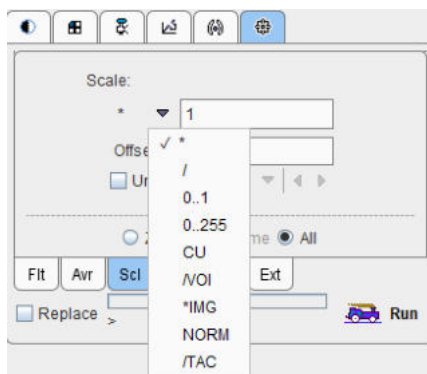 Scale:
* 1
Offse
✓ *
/
0..1
0..255
CU
/VOI
*IMG
NORM
/TAC
Ur
me All
Flt Avr Scl Ext
Replace > Run